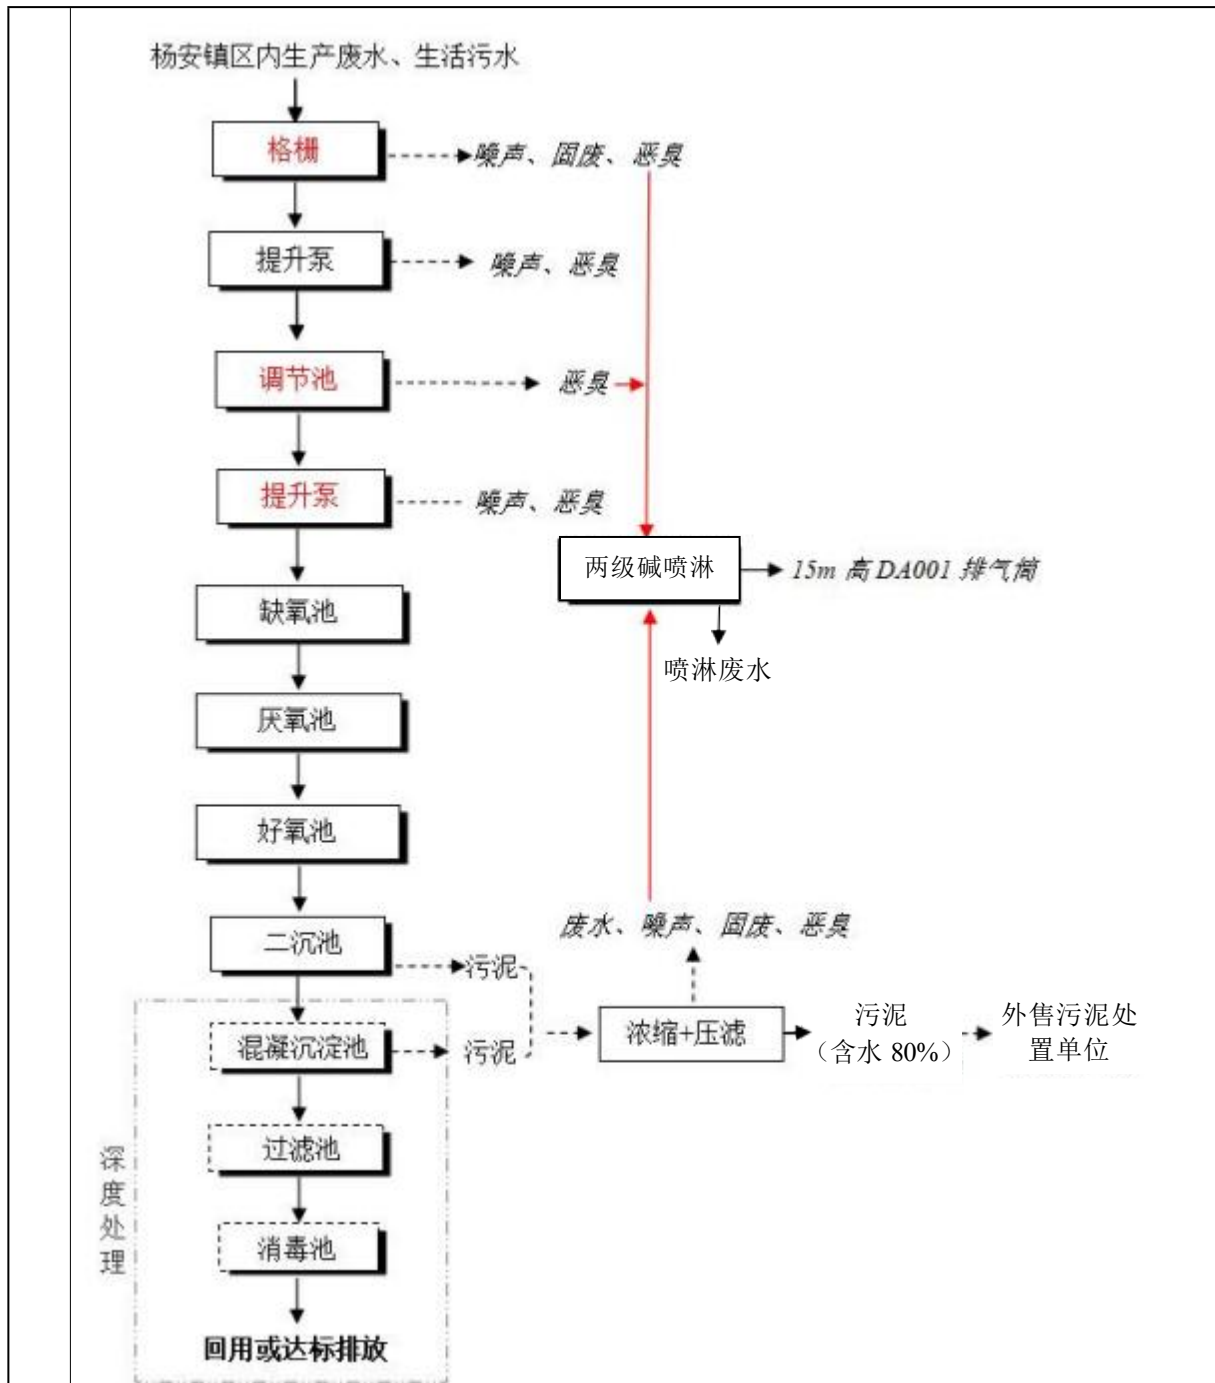 杨安镇区内生产废水、生活污水
格栅
噪声、固废、恶臭
提升泵
噪声、恶臭
调节池
恶臭
提升泵
噪声、恶臭
两级碱喷淋
15m 高 DA001 排气筒
缺氧池
喷淋废水
厌氧池
好氧池
废水、噪声、固废、恶臭
二沉池
污泥
混凝沉淀池
污泥
浓缩+压滤
污泥
（含水 80%）
外售污泥处
置单位
过滤池
深
度
处
理
消毒池
回用或达标排放